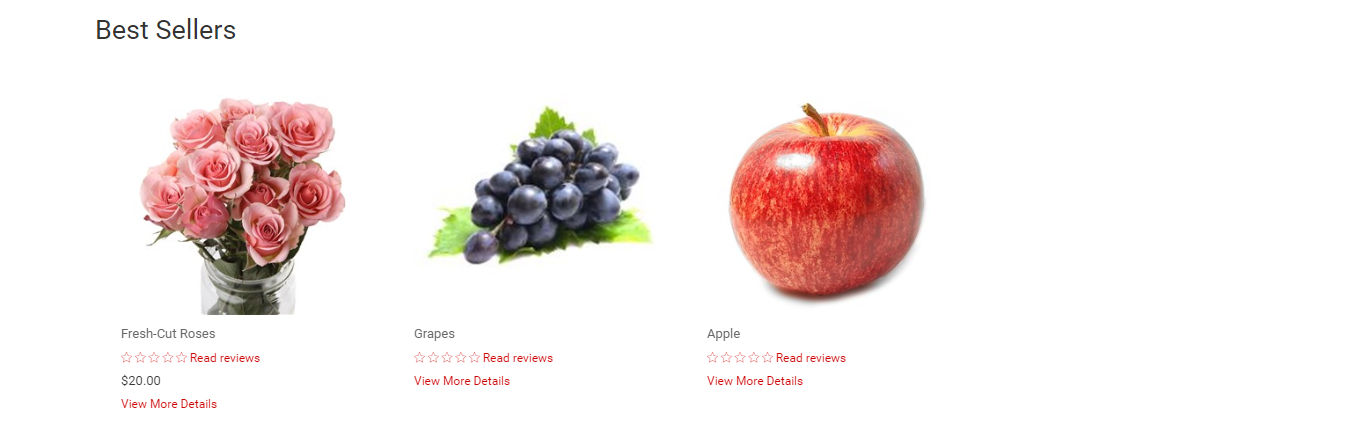 Best Sellers
Fresh-Cut Roses
Read reviews
$20.00
View More Details
Grapes
Read reviews
View More Details
Apple
Read reviews
View More Details